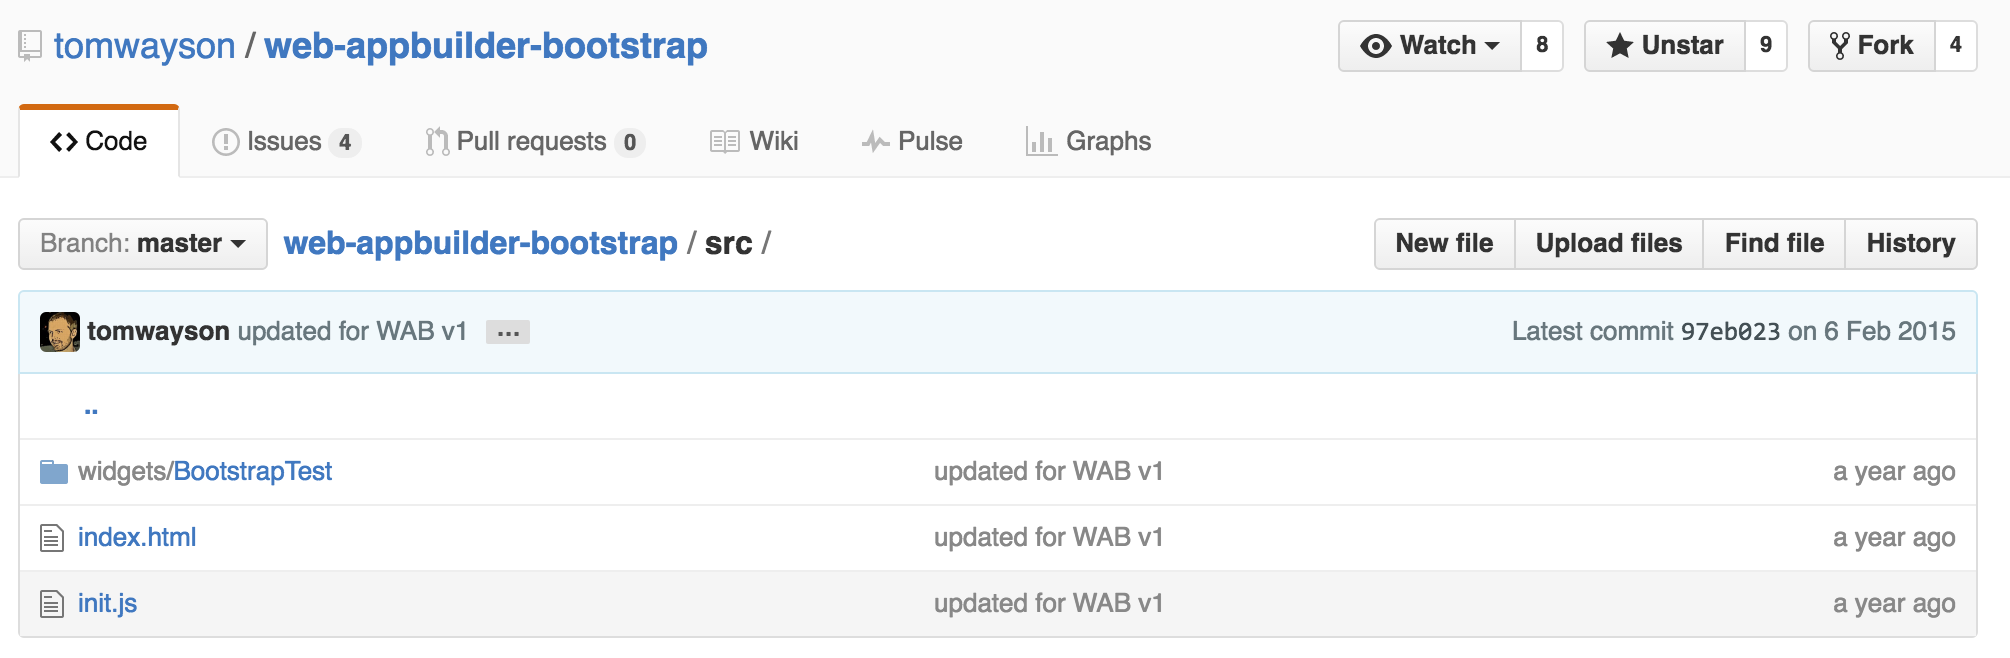 tomwayson / web-appbuilder-bootstrap Watch 8 Unstar 9 Fork 4
Code Issues 4 Pull requests 0 Wiki Pulse Graphs
Branch: master web-appbuilder-bootstrap / src / New file Upload files Find file History
tomwayson updated for WAB v1 ... Latest commit 97eb023 on 6 Feb 2015
..
widgets/BootstrapTest updated for WAB v1 a year ago
index.html updated for WAB v1 a year ago
init.js updated for WAB v1 a year ago